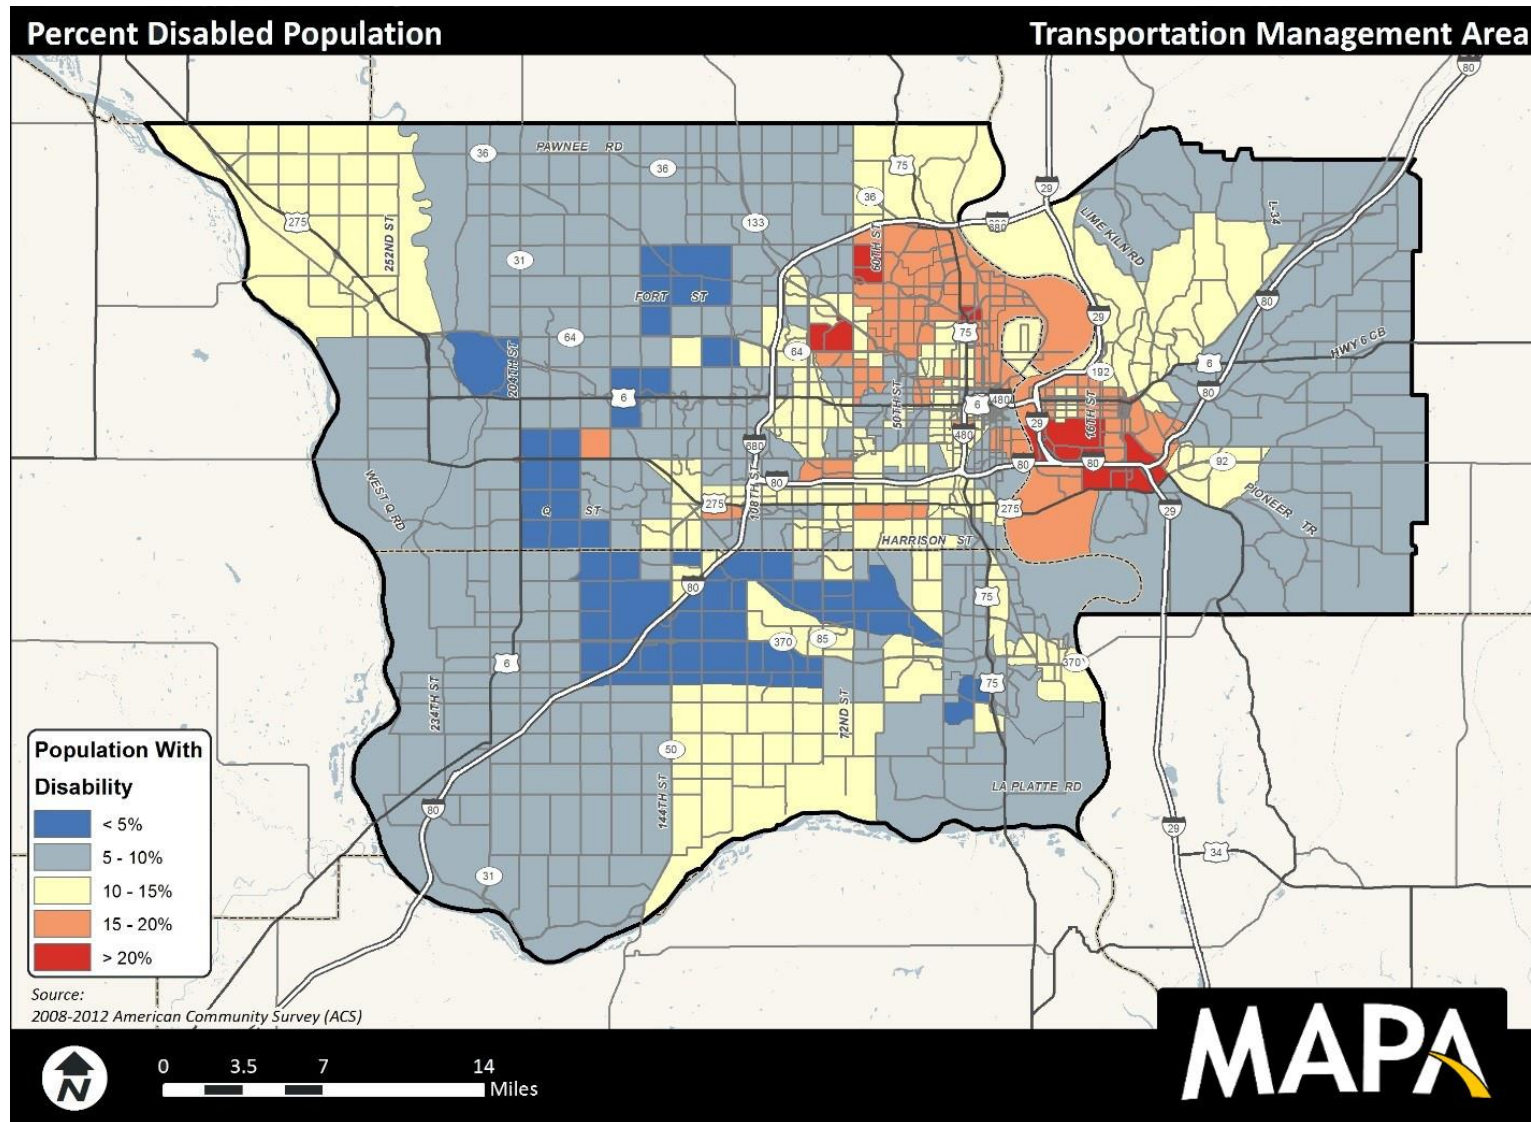 Percent Disabled Population
Transportation Management Area
80
36
PAWNEE RD
36
75
29
36
LIME KILN RD
L-34
275
252ND ST
133
60TH ST
680
31
FORT ST
80
29
64
75
64
HWY 6 CB
204TH ST
6
192
6
50TH ST
6
480
80
16TH ST
29
480
680
80
80
92
WEST Q RD
108TH ST
80
275
275
29
PIONEER TR
Q ST
HARRISON ST
80
75
370
85
6
370
234TH ST
75
72ND ST
50
144TH ST
LA PLATTE RD
80
29
34
31
Population With
Disability
< 5%
5 - 10%
10 - 15%
15 - 20%
> 20%
Source:
2008-2012 American Community Survey (ACS)
N
0 3.5 7 14
Miles
MAPA